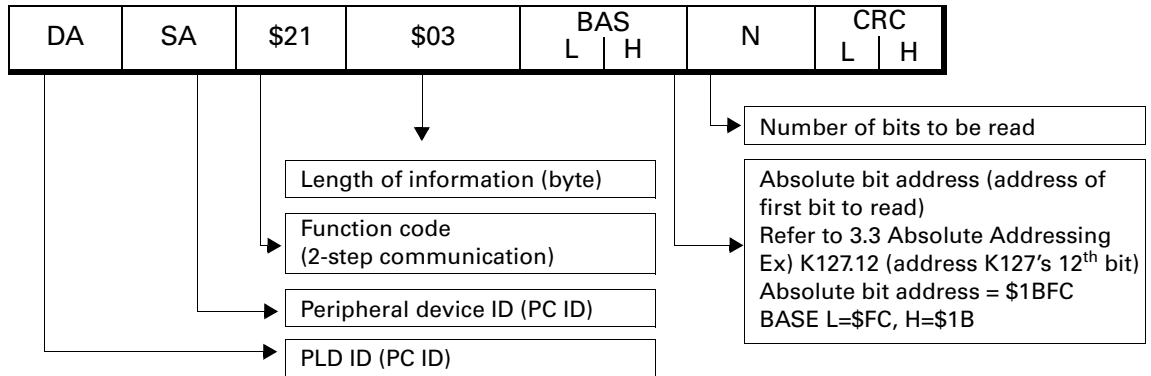 DA SA $21 $03 BAS N CRC
L H L H
Number of bits to be read
Length of information (byte)
Absolute bit address (address of
first bit to read)
Refer to 3.3 Absolute Addressing
Ex) K127.12 (address K127's 12th bit)
Absolute bit address = $1BFC
BASE L=$FC, H=$1B
Function code
(2-step communication)
Peripheral device ID (PC ID)
PLD ID (PC ID)